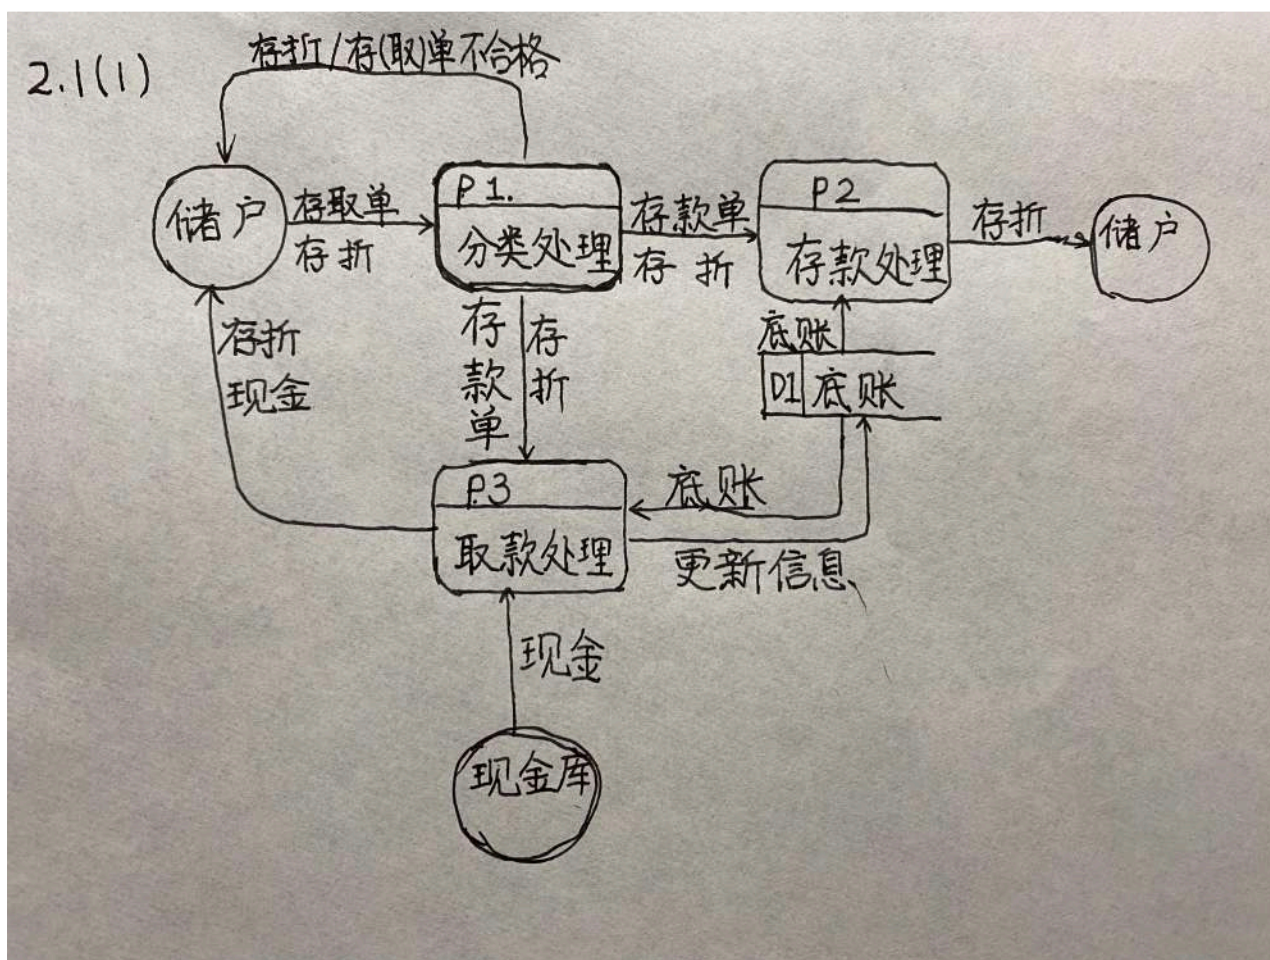 2.1(1)
存折/存(取)单不合格
储户
存取单
存折
P1.
分类处理
存款单
存折
P2
存款处理
存折
储户
存折
现金
存款单
存折
底账
D1 底账
P.3
取款处理
底账
更新信息
现金
现金库